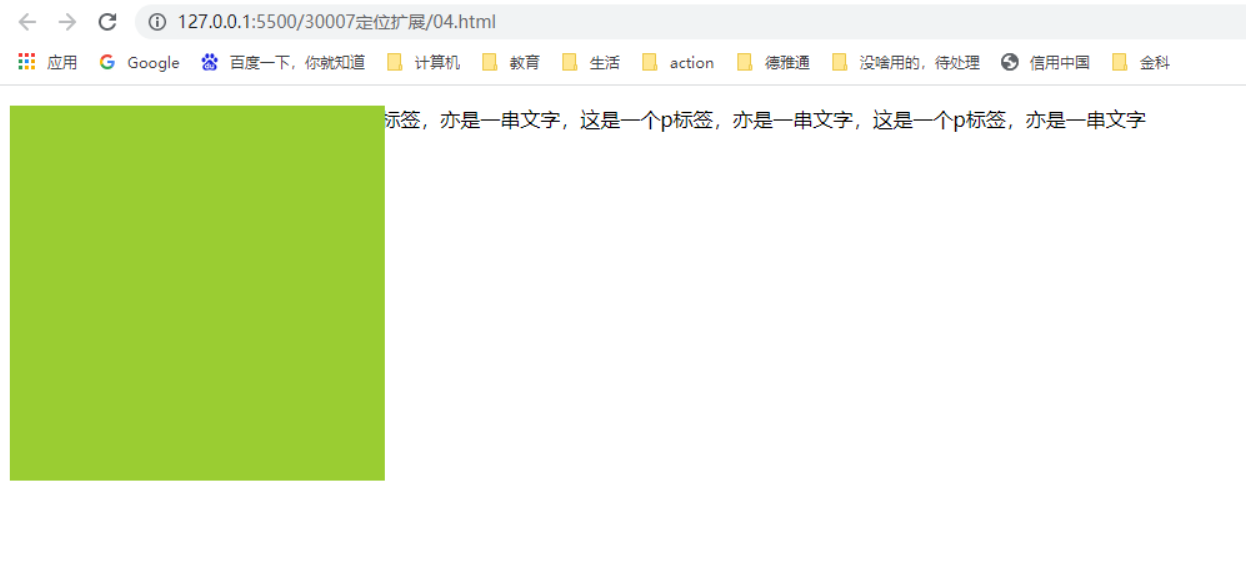 127.0.0.1:5500/30007定位扩展/04.html
应用 Google 百度一下，你就知道 计算机 教育 生活 action 德雅通 没啥用的，待处理 信用中国 金科
标签，亦是一串文字，这是一个p标签，亦是一串文字，这是一个p标签，亦是一串文字